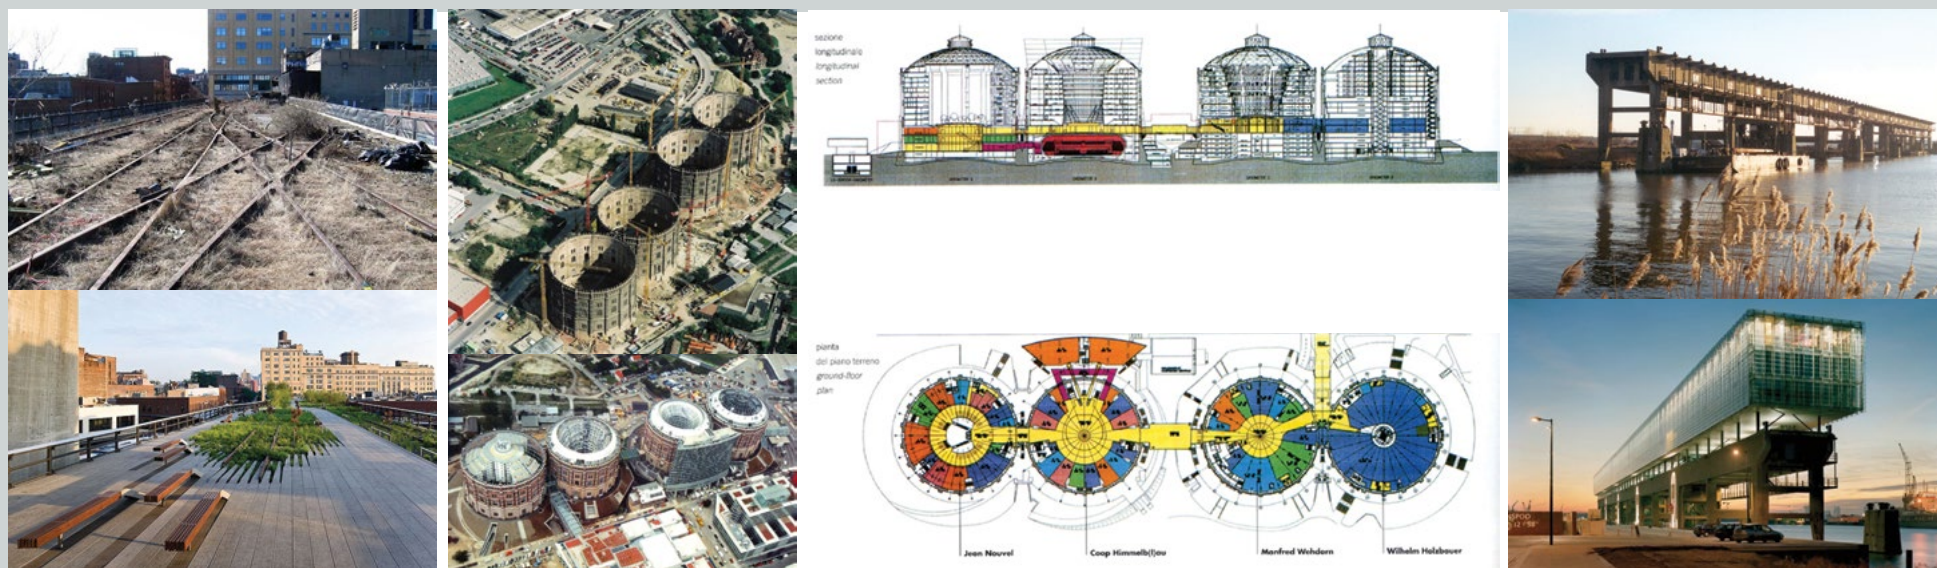 sezione
longitudinale
longitudinal
section
pianta
del piano terreno
ground-floor
plan
Jean Nouvel
Coop Himmelb(l)au
Manfred Wehdorn
Wilhelm Holzbauer